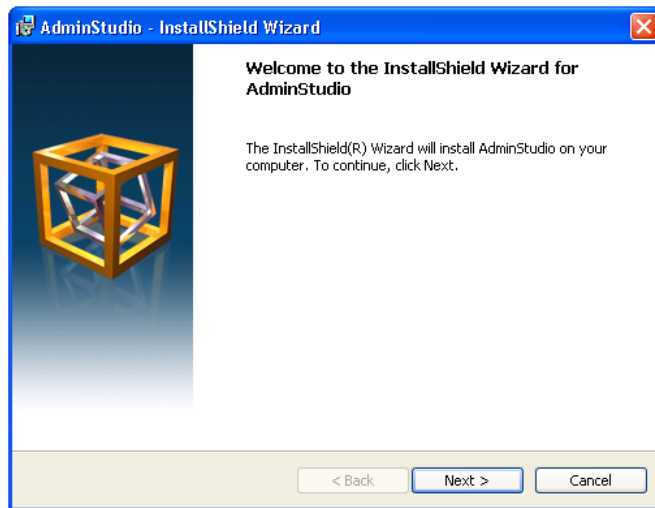 AdminStudio - InstallShield Wizard
Welcome to the InstallShield Wizard for
AdminStudio
The InstallShield(R) Wizard will install AdminStudio on your
computer. To continue, click Next.
< Back Next > Cancel